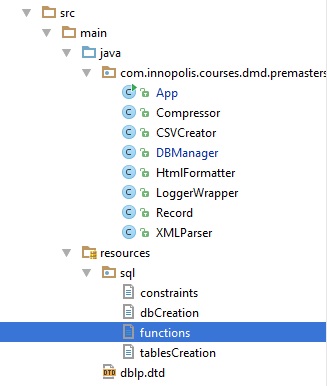 src
main
java
com.innopolis.courses.dmd.premasters
App
Compressor
CSVCreator
DBManager
HtmlFormatter
LoggerWrapper
Record
XMLParser
resources
sql
constraints
dbCreation
functions
tablesCreation
dblp.dtd